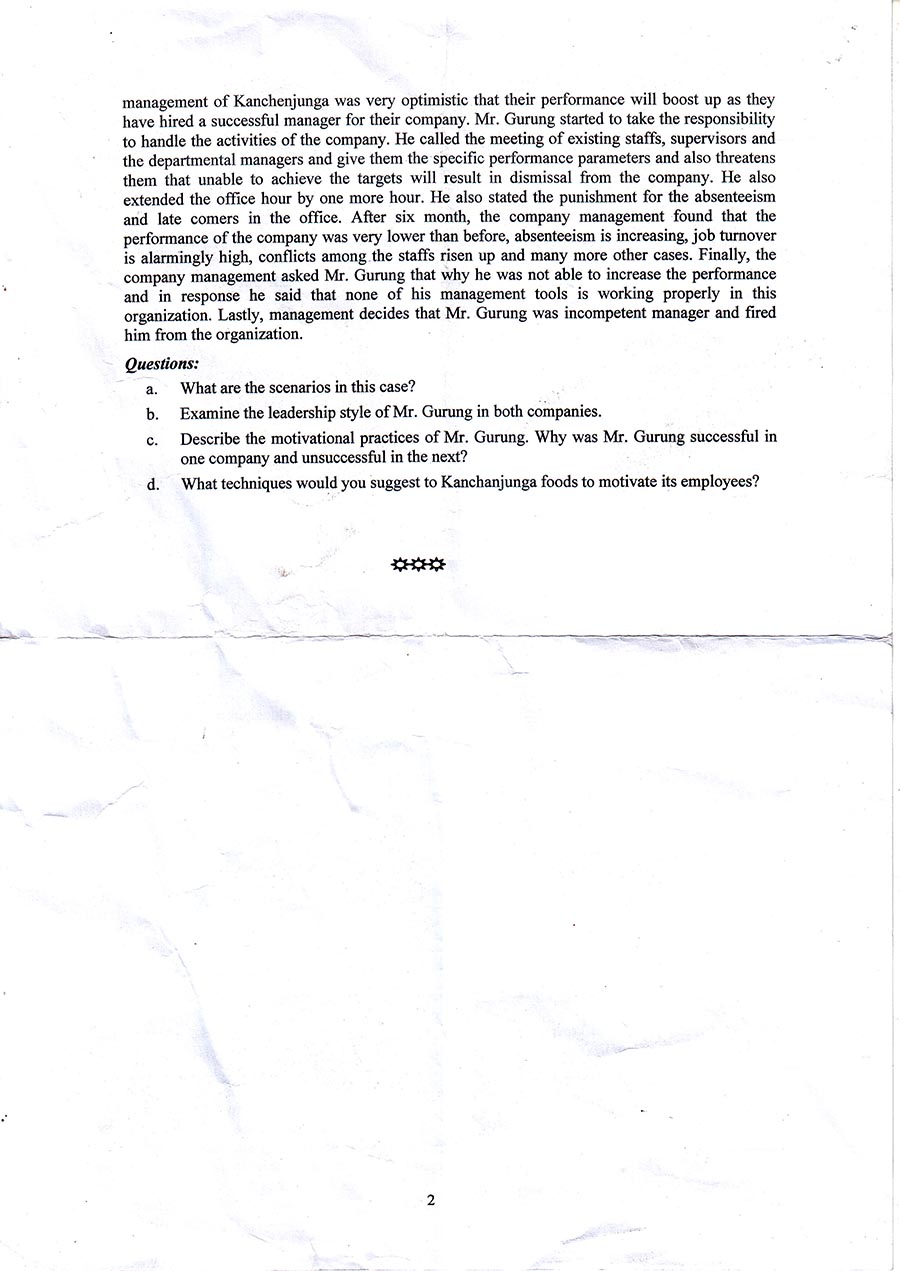 management of Kanchenjunga was very optimistic that their performance will boost up as they
have hired a successful manager for their company. Mr. Gurung started to take the responsibility
to handle the activities of the company. He called the meeting of existing staffs, supervisors and
the departmental managers and give them the specific performance parameters and also threatens
them that unable to achieve the targets will result in dismissal from the company. He also
extended the office hour by one more hour. He also stated the punishment for the absenteeism
and late comers in the office. After six month, the company management found that the
performance of the company was very lower than before, absenteeism is increasing, job turnover
is alarmingly high, conflicts among the staffs risen up and many more other cases. Finally, the
company management asked Mr. Gurung that why he was not able to increase the performance
and in response he said that none of his management tools is working properly in this
organization. Lastly, management decides that Mr. Gurung was incompetent manager and fired
him from the organization.
Questions:
a. What are the scenarios in this case?
b. Examine the leadership style of Mr. Gurung in both companies.
c. Describe the motivational practices of Mr. Gurung. Why was Mr. Gurung successful in
one company and unsuccessful in the next?
d. What techniques would you suggest to Kanchanjunga foods to motivate its employees?
2